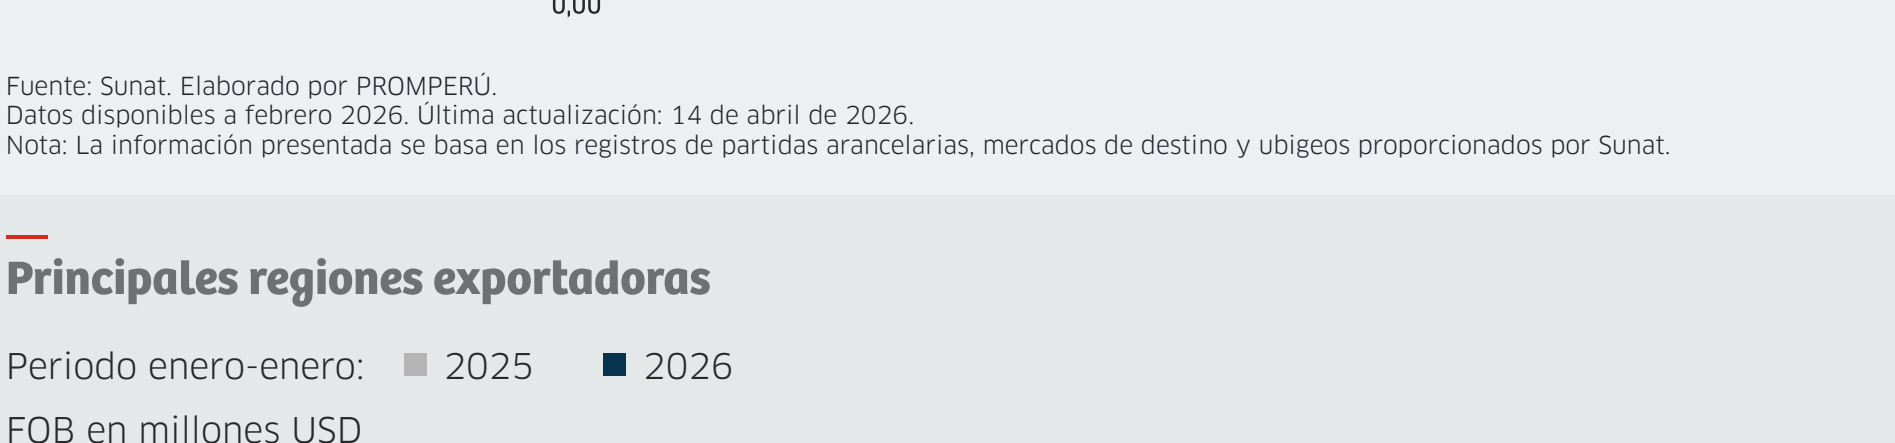 0,00
Fuente: Sunat. Elaborado por PROMPERÚ.
Datos disponibles a febrero 2026. Última actualización: 14 de abril de 2026.
Nota: La información presentada se basa en los registros de partidas arancelarias, mercados de destino y ubigeos proporcionados por Sunat.
Principales regiones exportadoras
Periodo enero-enero: 2025 2026
FOB en millones USD